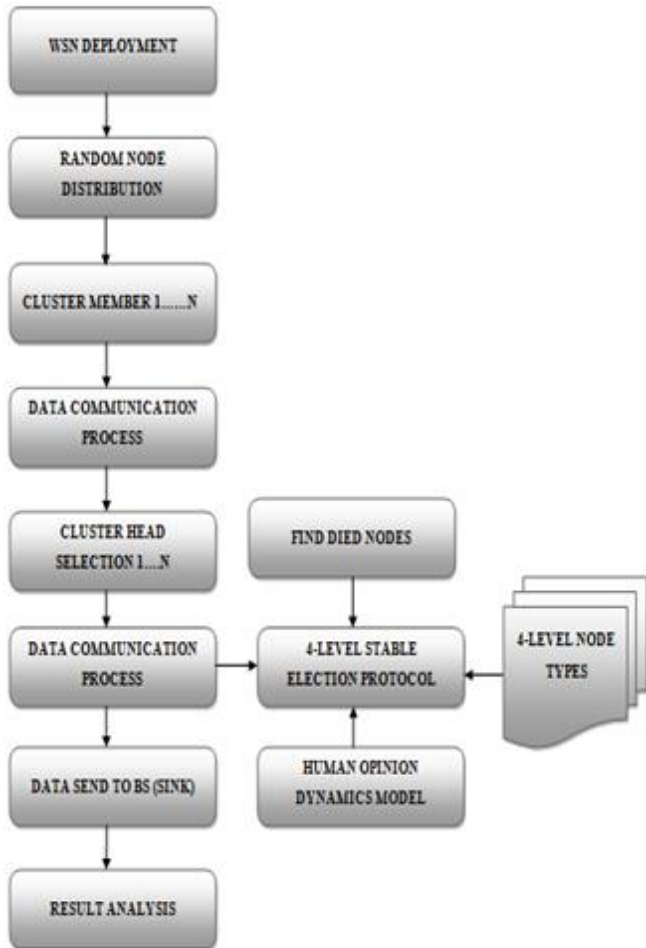 WSN DEPLOYMENT
RANDOM NODE
DISTRIBUTION
CLUSTER MEMBER 1......N
DATA COMMUNICATION
PROCESS
CLUSTER HEAD
SELECTION 1....N
DATA COMMUNICATION
PROCESS
DATA SEND TO BS (SINK)
RESULT ANALYSIS
FIND DIED NODES
4-LEVEL STABLE
ELECTION PROTOCOL
HUMAN OPINION
DYNAMICS MODEL
4-LEVEL NODE
TYPES